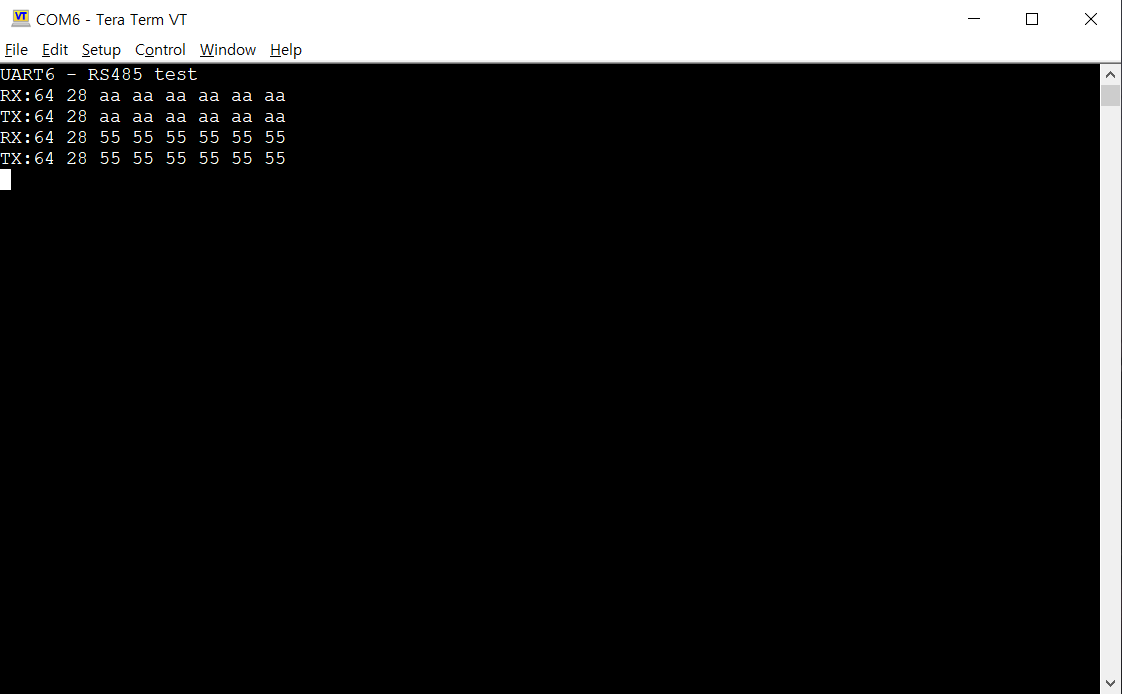 VT COM6 - Tera Term VT
File Edit Setup Control Window Help
UART6 - RS485 test
RX:64 28 aa aa aa aa aa aa
TX:64 28 aa aa aa aa aa aa
RX:64 28 55 55 55 55 55 55
TX:64 28 55 55 55 55 55 55